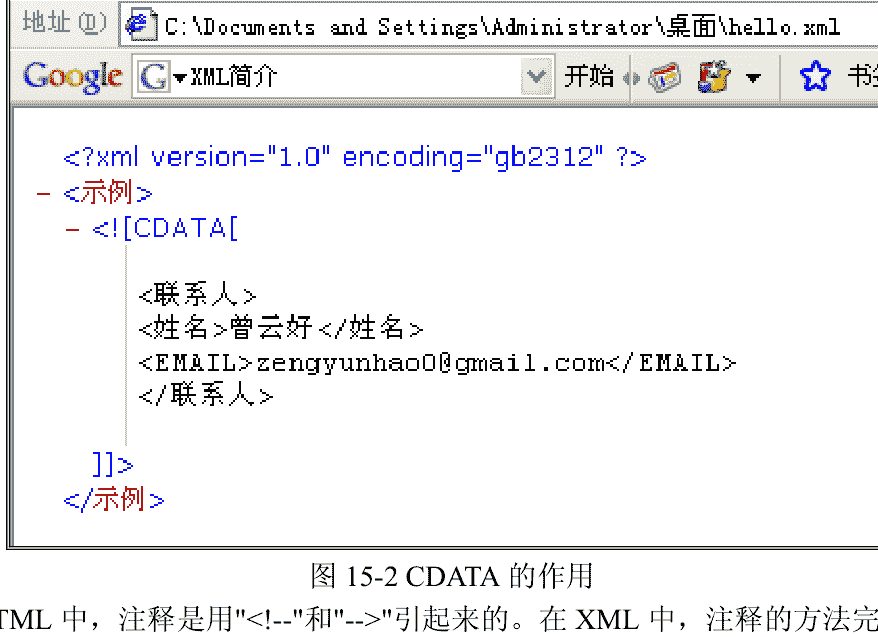 地址(D) C:\Documents and Settings\Administrator\桌面\hello.xml
Google G XML简介 开始
<?xml version="1.0" encoding="gb2312" ?>
- <示例>
- <![CDATA[
<联系人>
<姓名>曾云好</姓名>
<EMAIL>zengyunhao0@gmail.com</EMAIL>
</联系人>
]]>
</示例>
图 15-2 CDATA 的作用
TML 中，注释是用"<!--"和"-->"引起来的。在 XML 中，注释的方法完